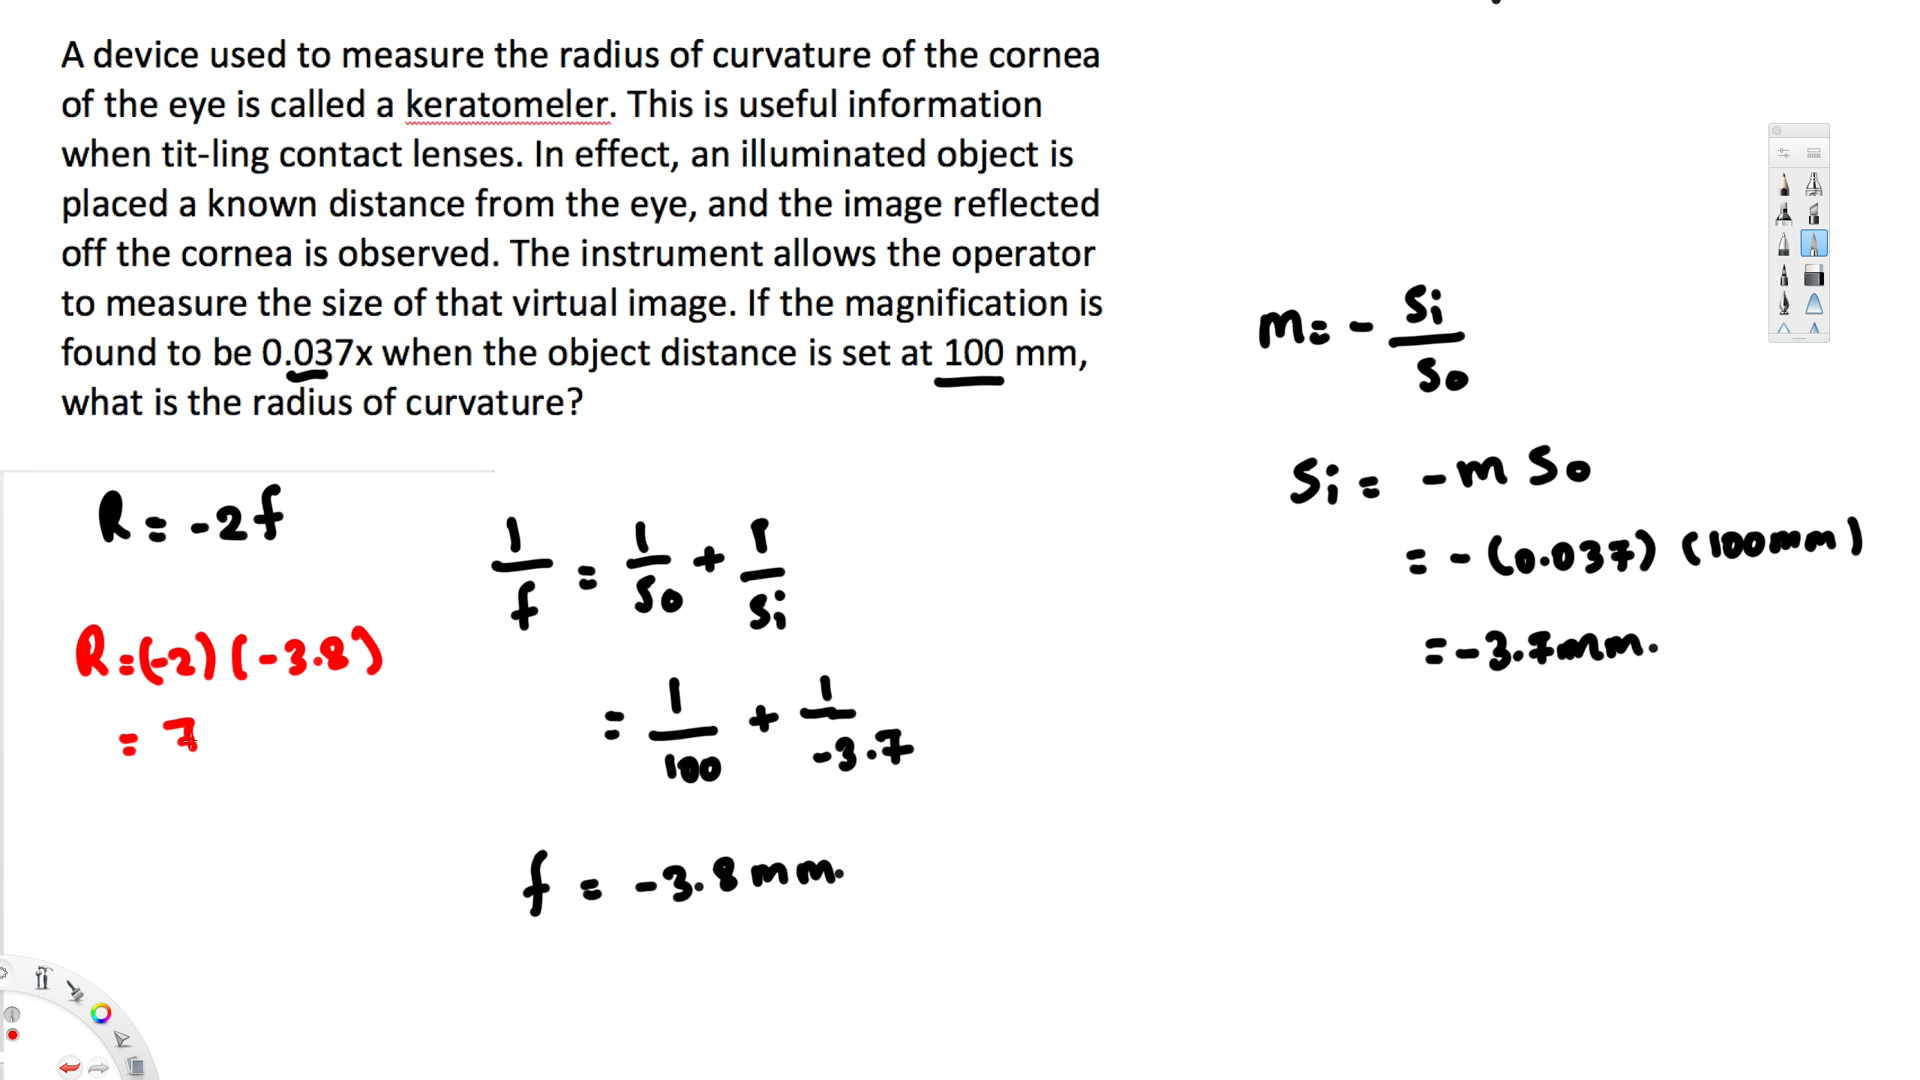 A device used to measure the radius of curvature of the cornea
of the eye is called a keratomeler. This is useful information
when tit-ling contact lenses. In effect, an illuminated object is
placed a known distance from the eye, and the image reflected
off the cornea is observed. The instrument allows the operator
to measure the size of that virtual image. If the magnification is
found to be 0.037x when the object distance is set at 100 mm,
what is the radius of curvature?
R = -2f
R = (-2) (-3.8)
= 7
1/f = 1/So + 1/Si
= 1/100 + 1/-3.7
f = -3.8 mm.
m = - Si/So
Si = -m So
= - (0.037) (100mm)
= -3.7mm.